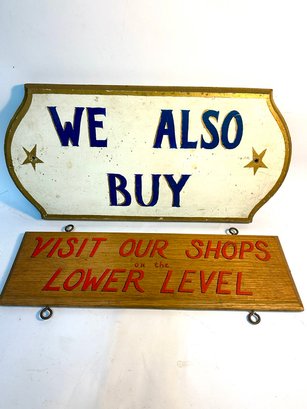 WE ALSO
BUY
VISIT OUR SHOPS
on the
LOWER LEVEL